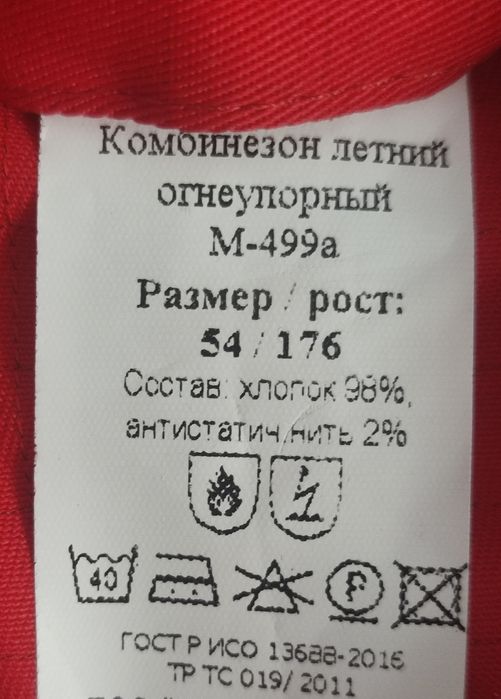 Комбинезон летний
огнеупорный
М-499а
Размер / рост:
54 / 176
Состав: хлопок 98%,
антистатич.нить 2%
40
P
ГОСТ Р ИСО 13688-2016
ТР ТС 019/2011